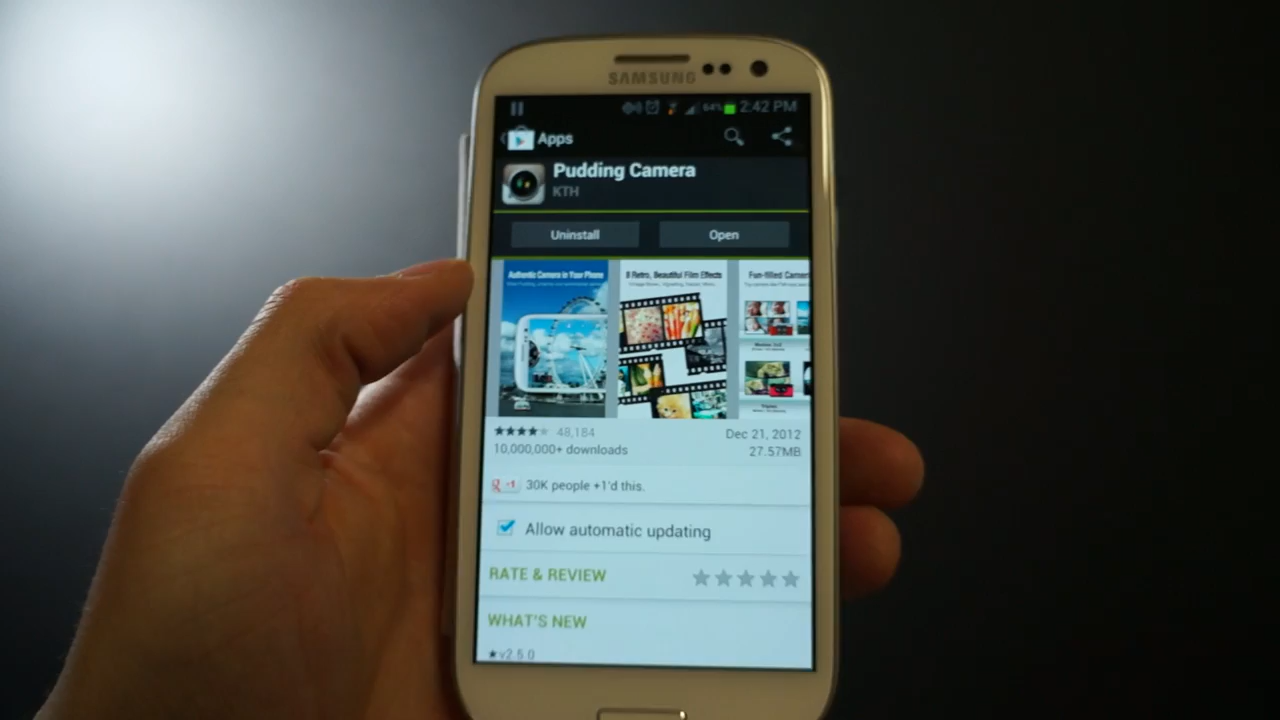 SAMSUNG
64% 2:42 PM
Apps
Pudding Camera
KTH
Uninstall Open
Authentic Camera in Your Phone
8 Retro, Beautiful Film Effects
Fun-filled Camer
48,184
Dec 21, 2012
10,000,000+ downloads
27.57MB
g +1 30K people +1'd this.
Allow automatic updating
RATE & REVIEW
WHAT'S NEW
★v2.5.0